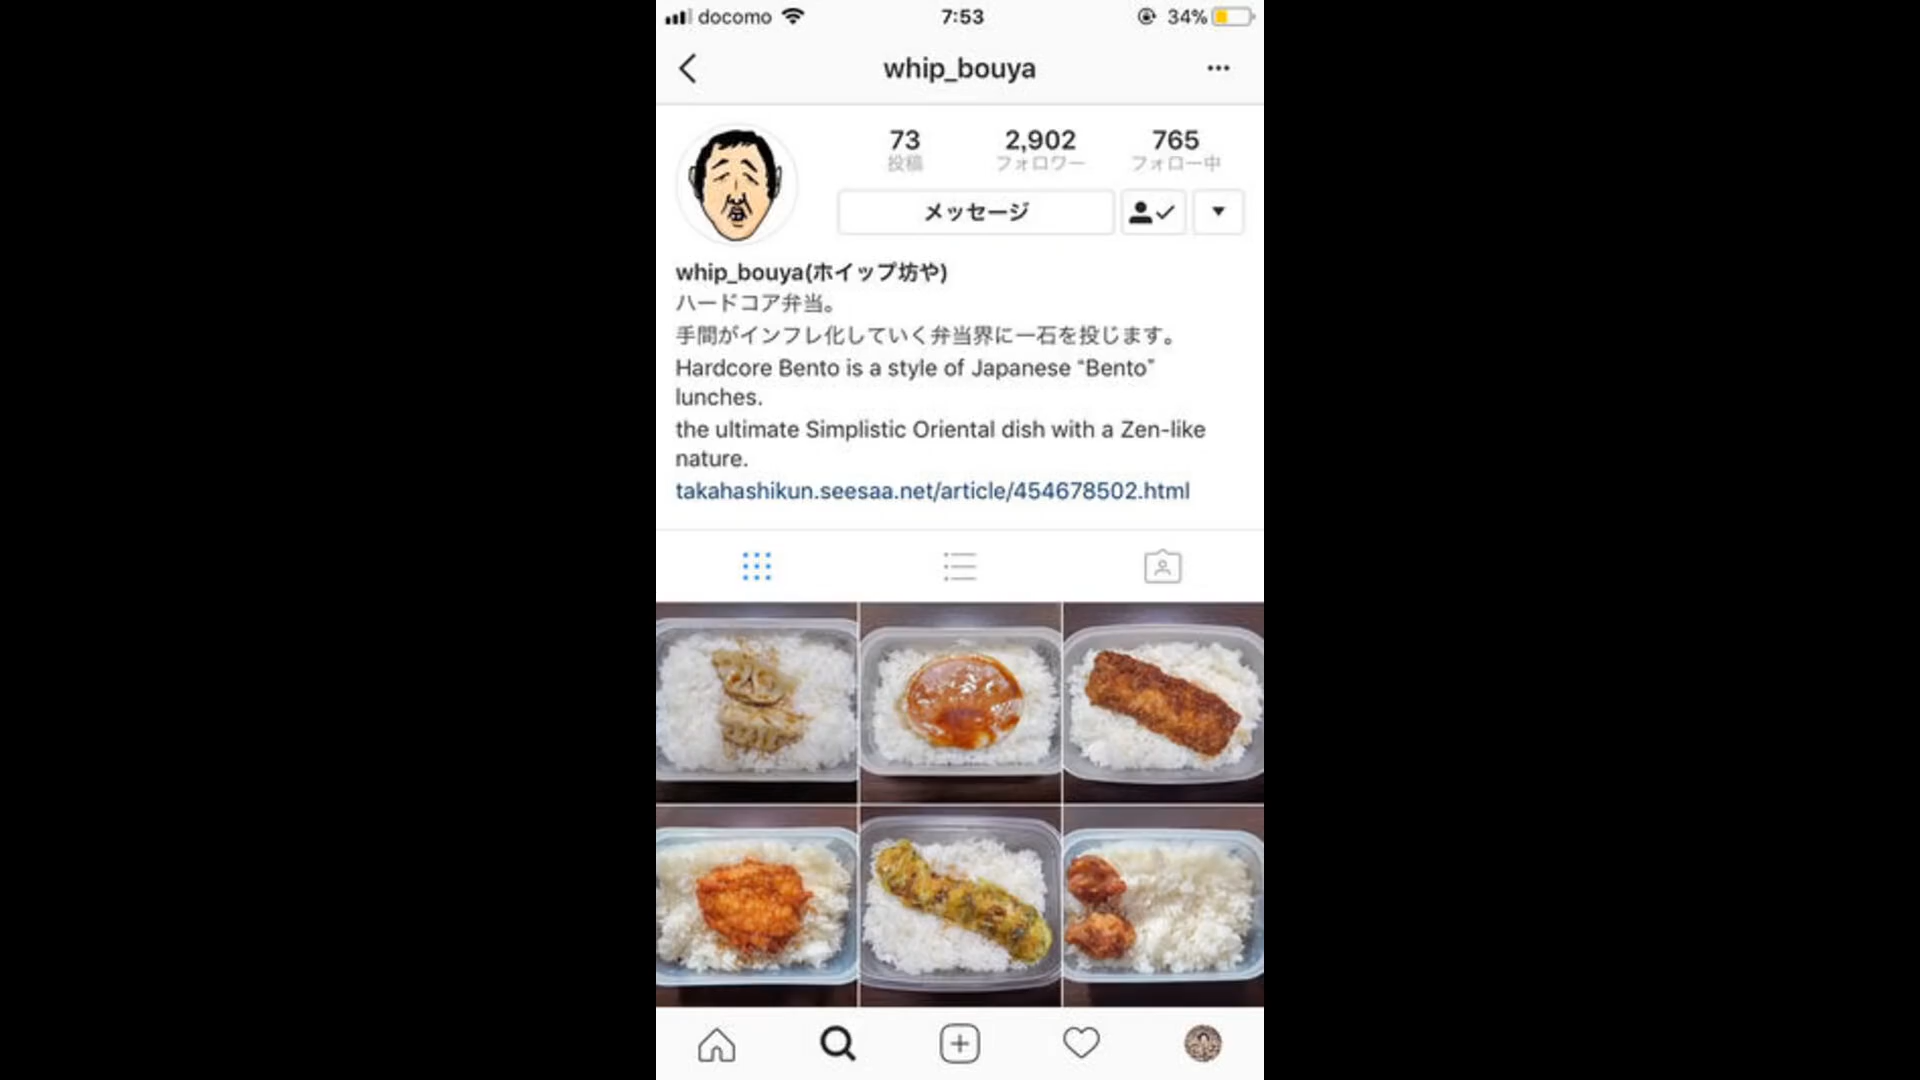 docomo 7:53 34%
whip_bouya
73 2,902 765
投稿 フォロワー フォロー中
メッセージ
whip_bouya(ホイップ坊や)
ハードコア弁当。
手間がインフレ化していく弁当界に一石を投じます。
Hardcore Bento is a style of Japanese “Bento”
lunches.
the ultimate Simplistic Oriental dish with a Zen-like
nature.
takahashikun.seesaa.net/article/454678502.html